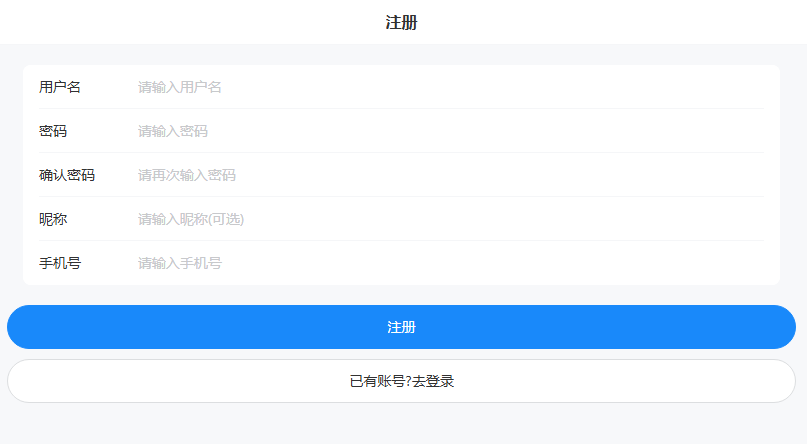 注册
用户名 请输入用户名
密码 请输入密码
确认密码 请再次输入密码
昵称 请输入昵称(可选)
手机号 请输入手机号
注册
已有账号?去登录